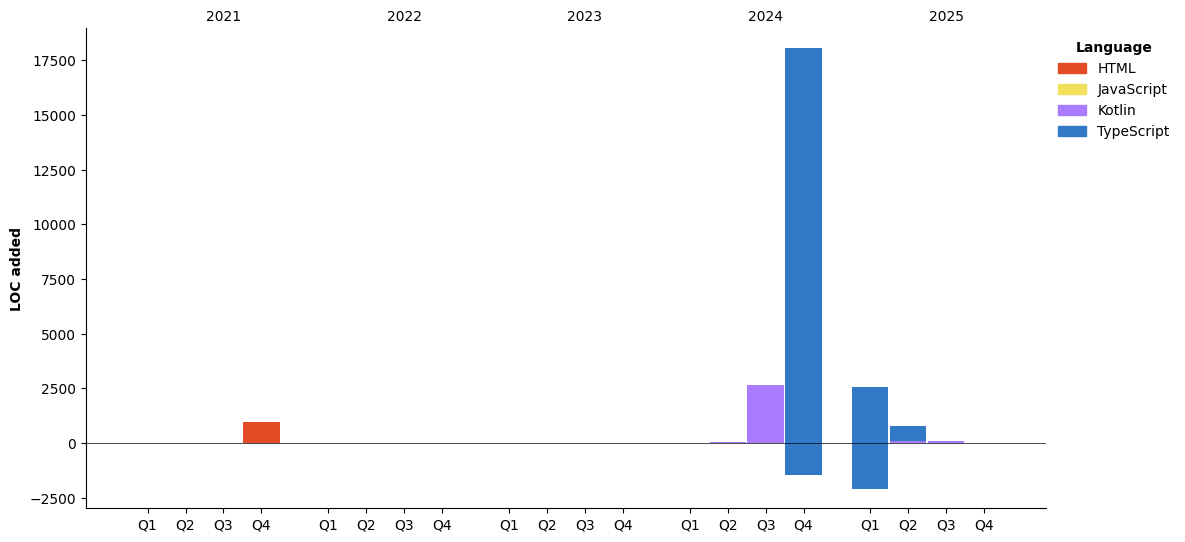 2021 2022 2023 2024 2025
Language
HTML
JavaScript
Kotlin
TypeScript
LOC added
17500
15000
12500
10000
7500
5000
2500
0
−2500
Q1 Q2 Q3 Q4 Q1 Q2 Q3 Q4 Q1 Q2 Q3 Q4 Q1 Q2 Q3 Q4 Q1 Q2 Q3 Q4